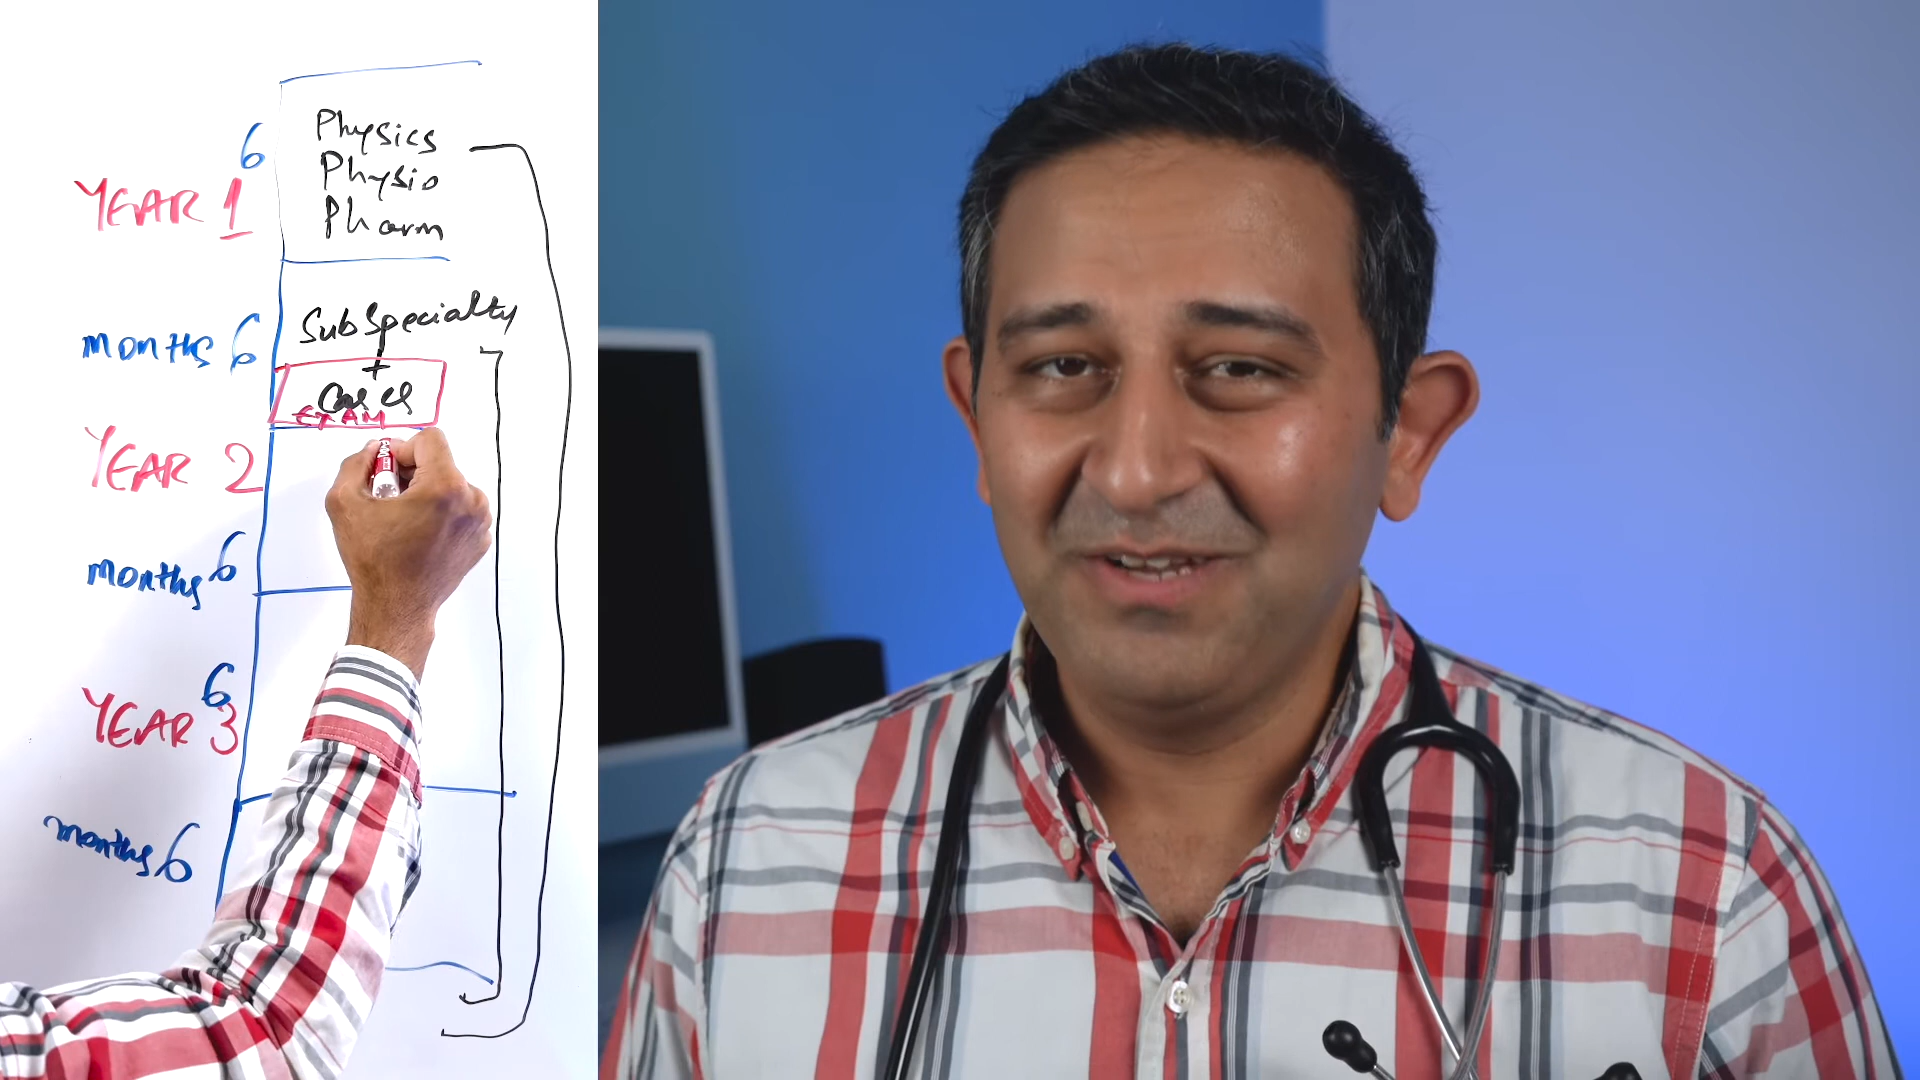 6
Physics
Physio
Pharm
YEAR 1
SubSpecialty
months 6
+
Cases
EXAM
YEAR 2
months 6
6
YEAR 3
months 6